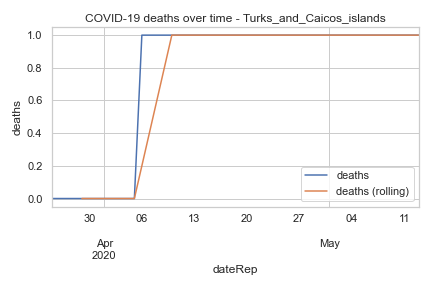 COVID-19 deaths over time - Turks_and_Caicos_islands
1.0
0.8
0.6
0.4
0.2
0.0
deaths
deaths
deaths (rolling)
30 06 13 20 27 04 11
Apr May
2020
dateRep